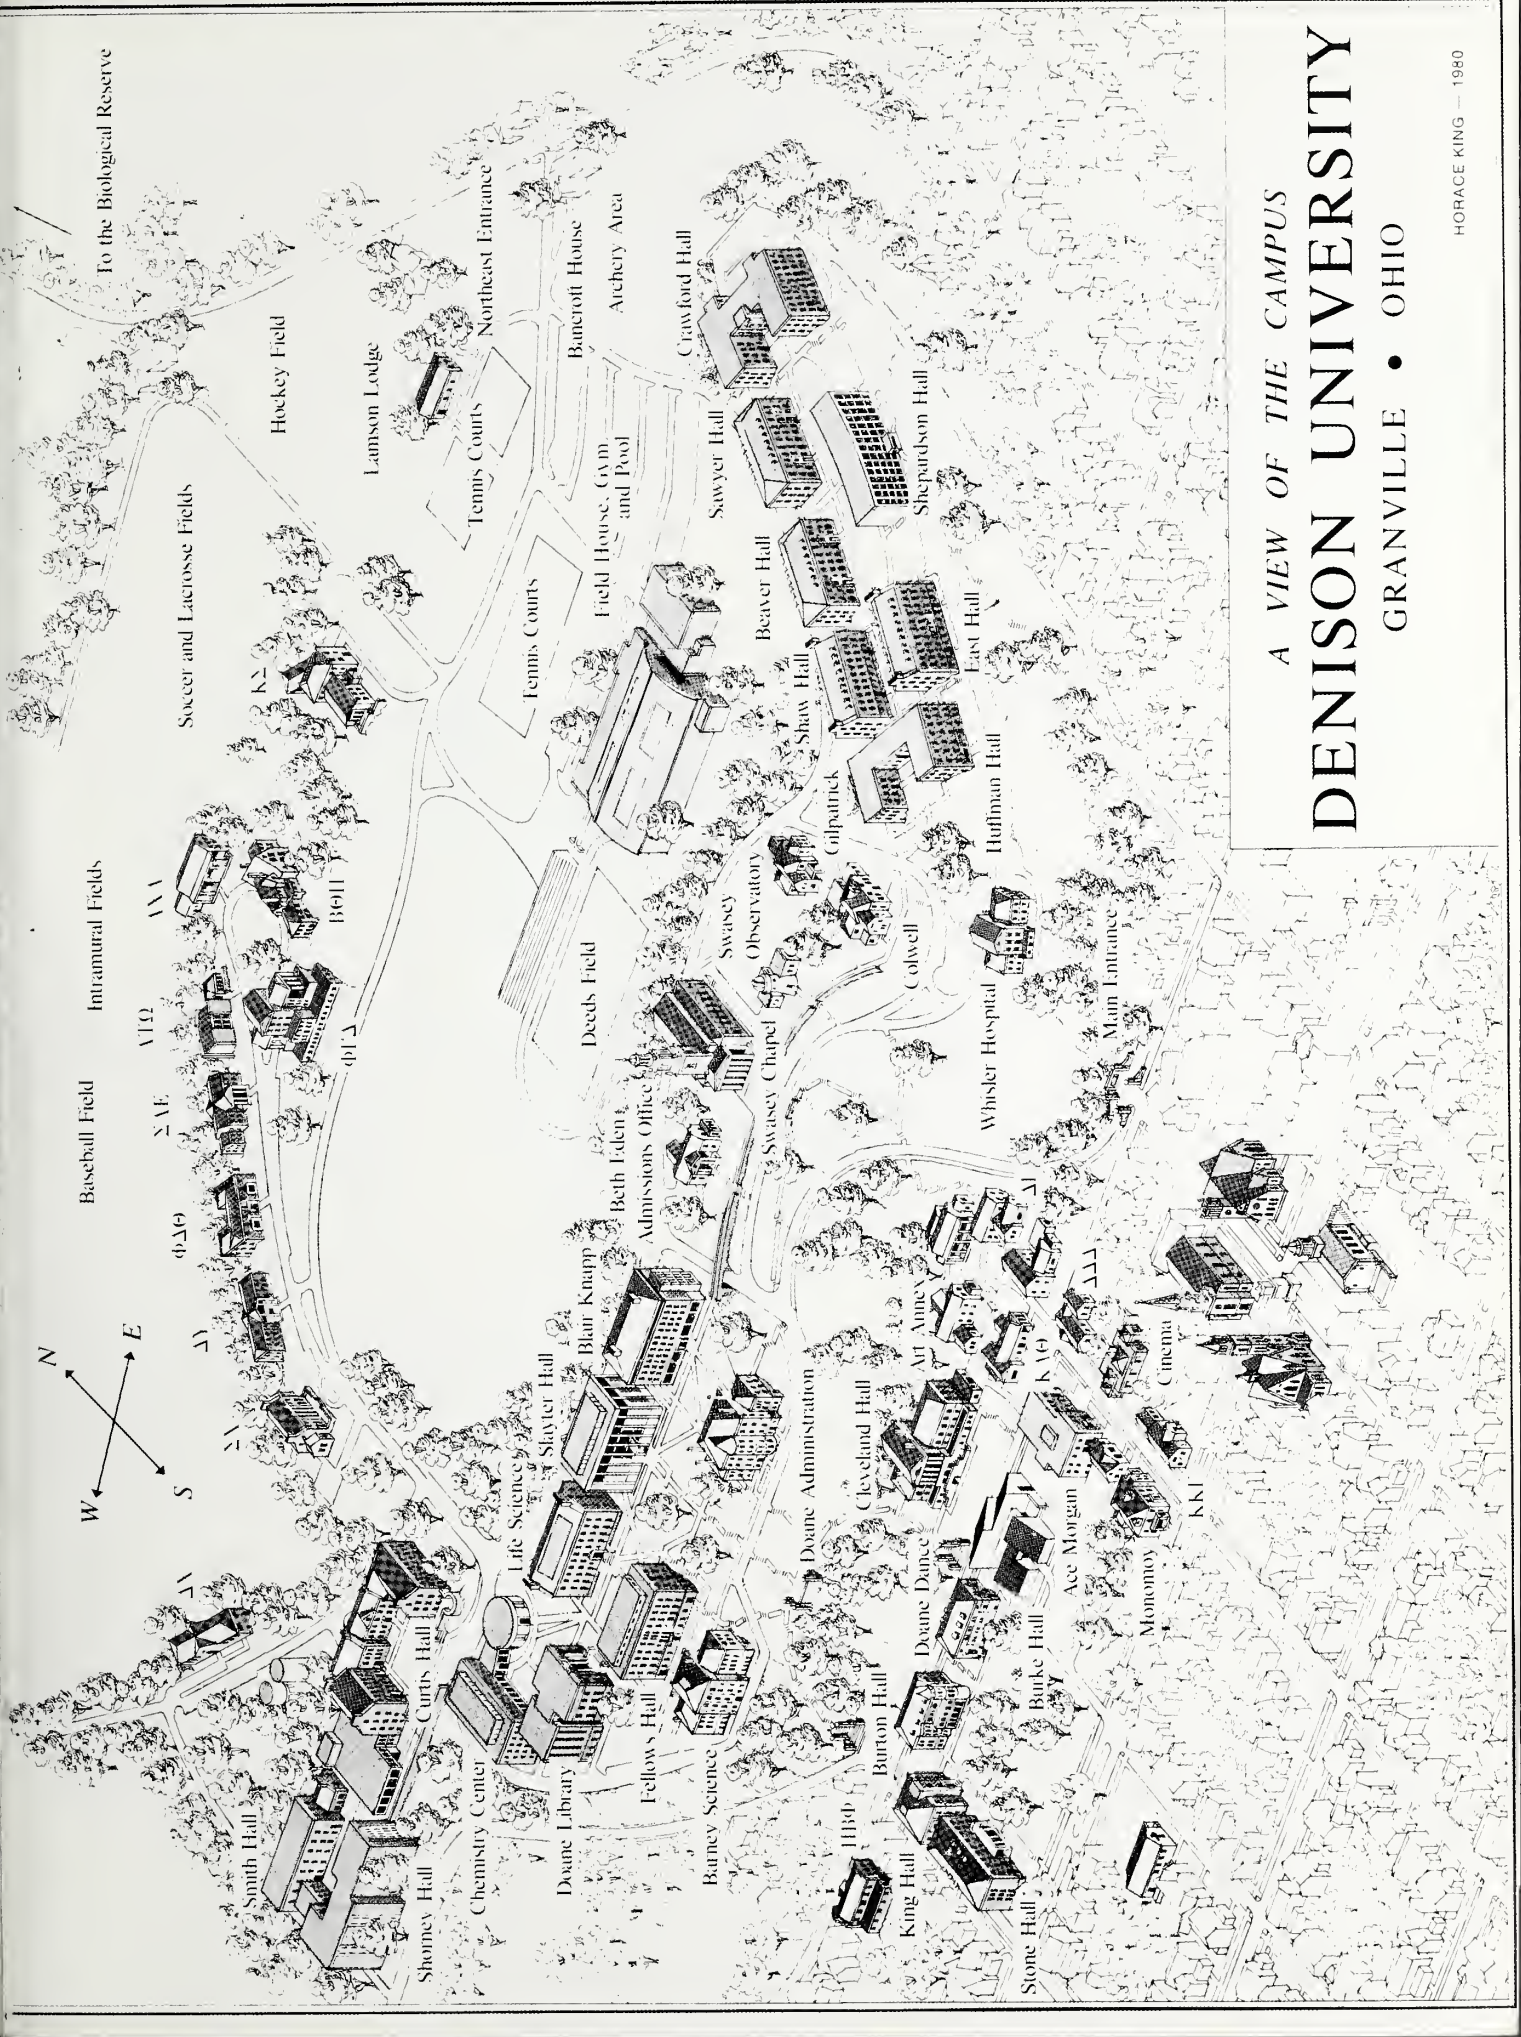 To the Biological Reserve
N
W
E
S
Baseball Field
Intramural Fields
Soccer and Lacrosse Fields
Hockey Field
ΦΔΘ
ΣΑΕ
ΑΤΩ
ΚΣ
ΒΘΠ
ΦΓΔ
Lamson Lodge
Tennis Courts
Northeast Entrance
Smith Hall
Curtis Hall
Shorney Hall
Chemistry Center
Life Sciences
Slayter Hall
Blair Knapp
Beth Eden
Admissions Office
Deeds Field
Tennis Courts
Field House, Gym
and Pool
Bancroft House
Archery Area
Doane Library
Fellows Hall
Barney Science
Doane Administration
Swasey Chapel
Swasey
Observatory
Gilpatrick
Colwell
Shaw Hall
Beaver Hall
Sawyer Hall
Crawford Hall
Shepardson Hall
East Hall
Huffman Hall
Whisler Hospital
Main Entrance
ΠΒΦ
King Hall
Stone Hall
Burton Hall
Doane Dance
Burke Hall
Cleveland Hall
Art Annex
Ace Morgan
Monomoy
ΚΑΘ
ΔΓ
ΔΔΔ
ΚΚΓ
Cinema
A VIEW OF THE CAMPUS
DENISON UNIVERSITY
GRANVILLE • OHIO
HORACE KING — 1980